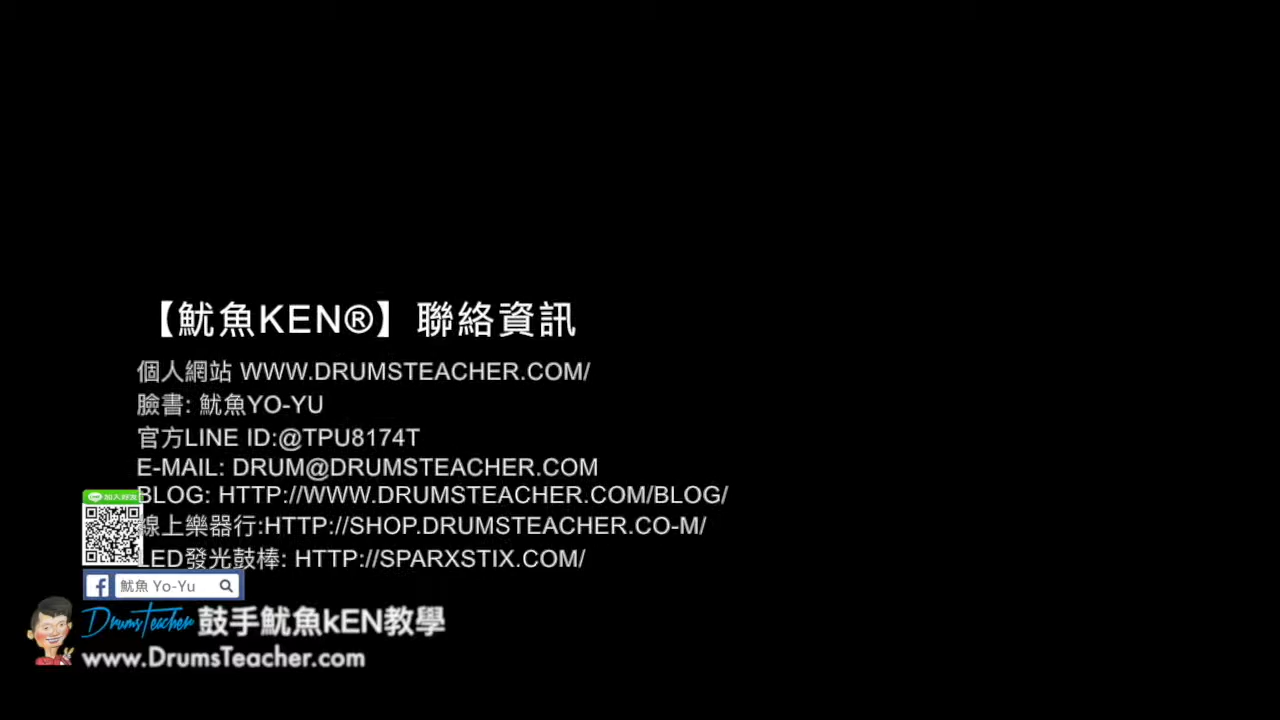 【魷魚KEN®】聯絡資訊
個人網站 WWW.DRUMSTEACHER.COM/
臉書: 魷魚YO-YU
官方LINE ID:@TPU8174T
E-MAIL: DRUM@DRUMSTEACHER.COM
BLOG: HTTP://WWW.DRUMSTEACHER.COM/BLOG/
加入好友
線上樂器行:HTTP://SHOP.DRUMSTEACHER.CO-M/
LED發光鼓棒: HTTP://SPARXSTIX.COM/
魷魚 Yo-Yu
DrumsTeacher 鼓手魷魚kEN教學
www.DrumsTeacher.com